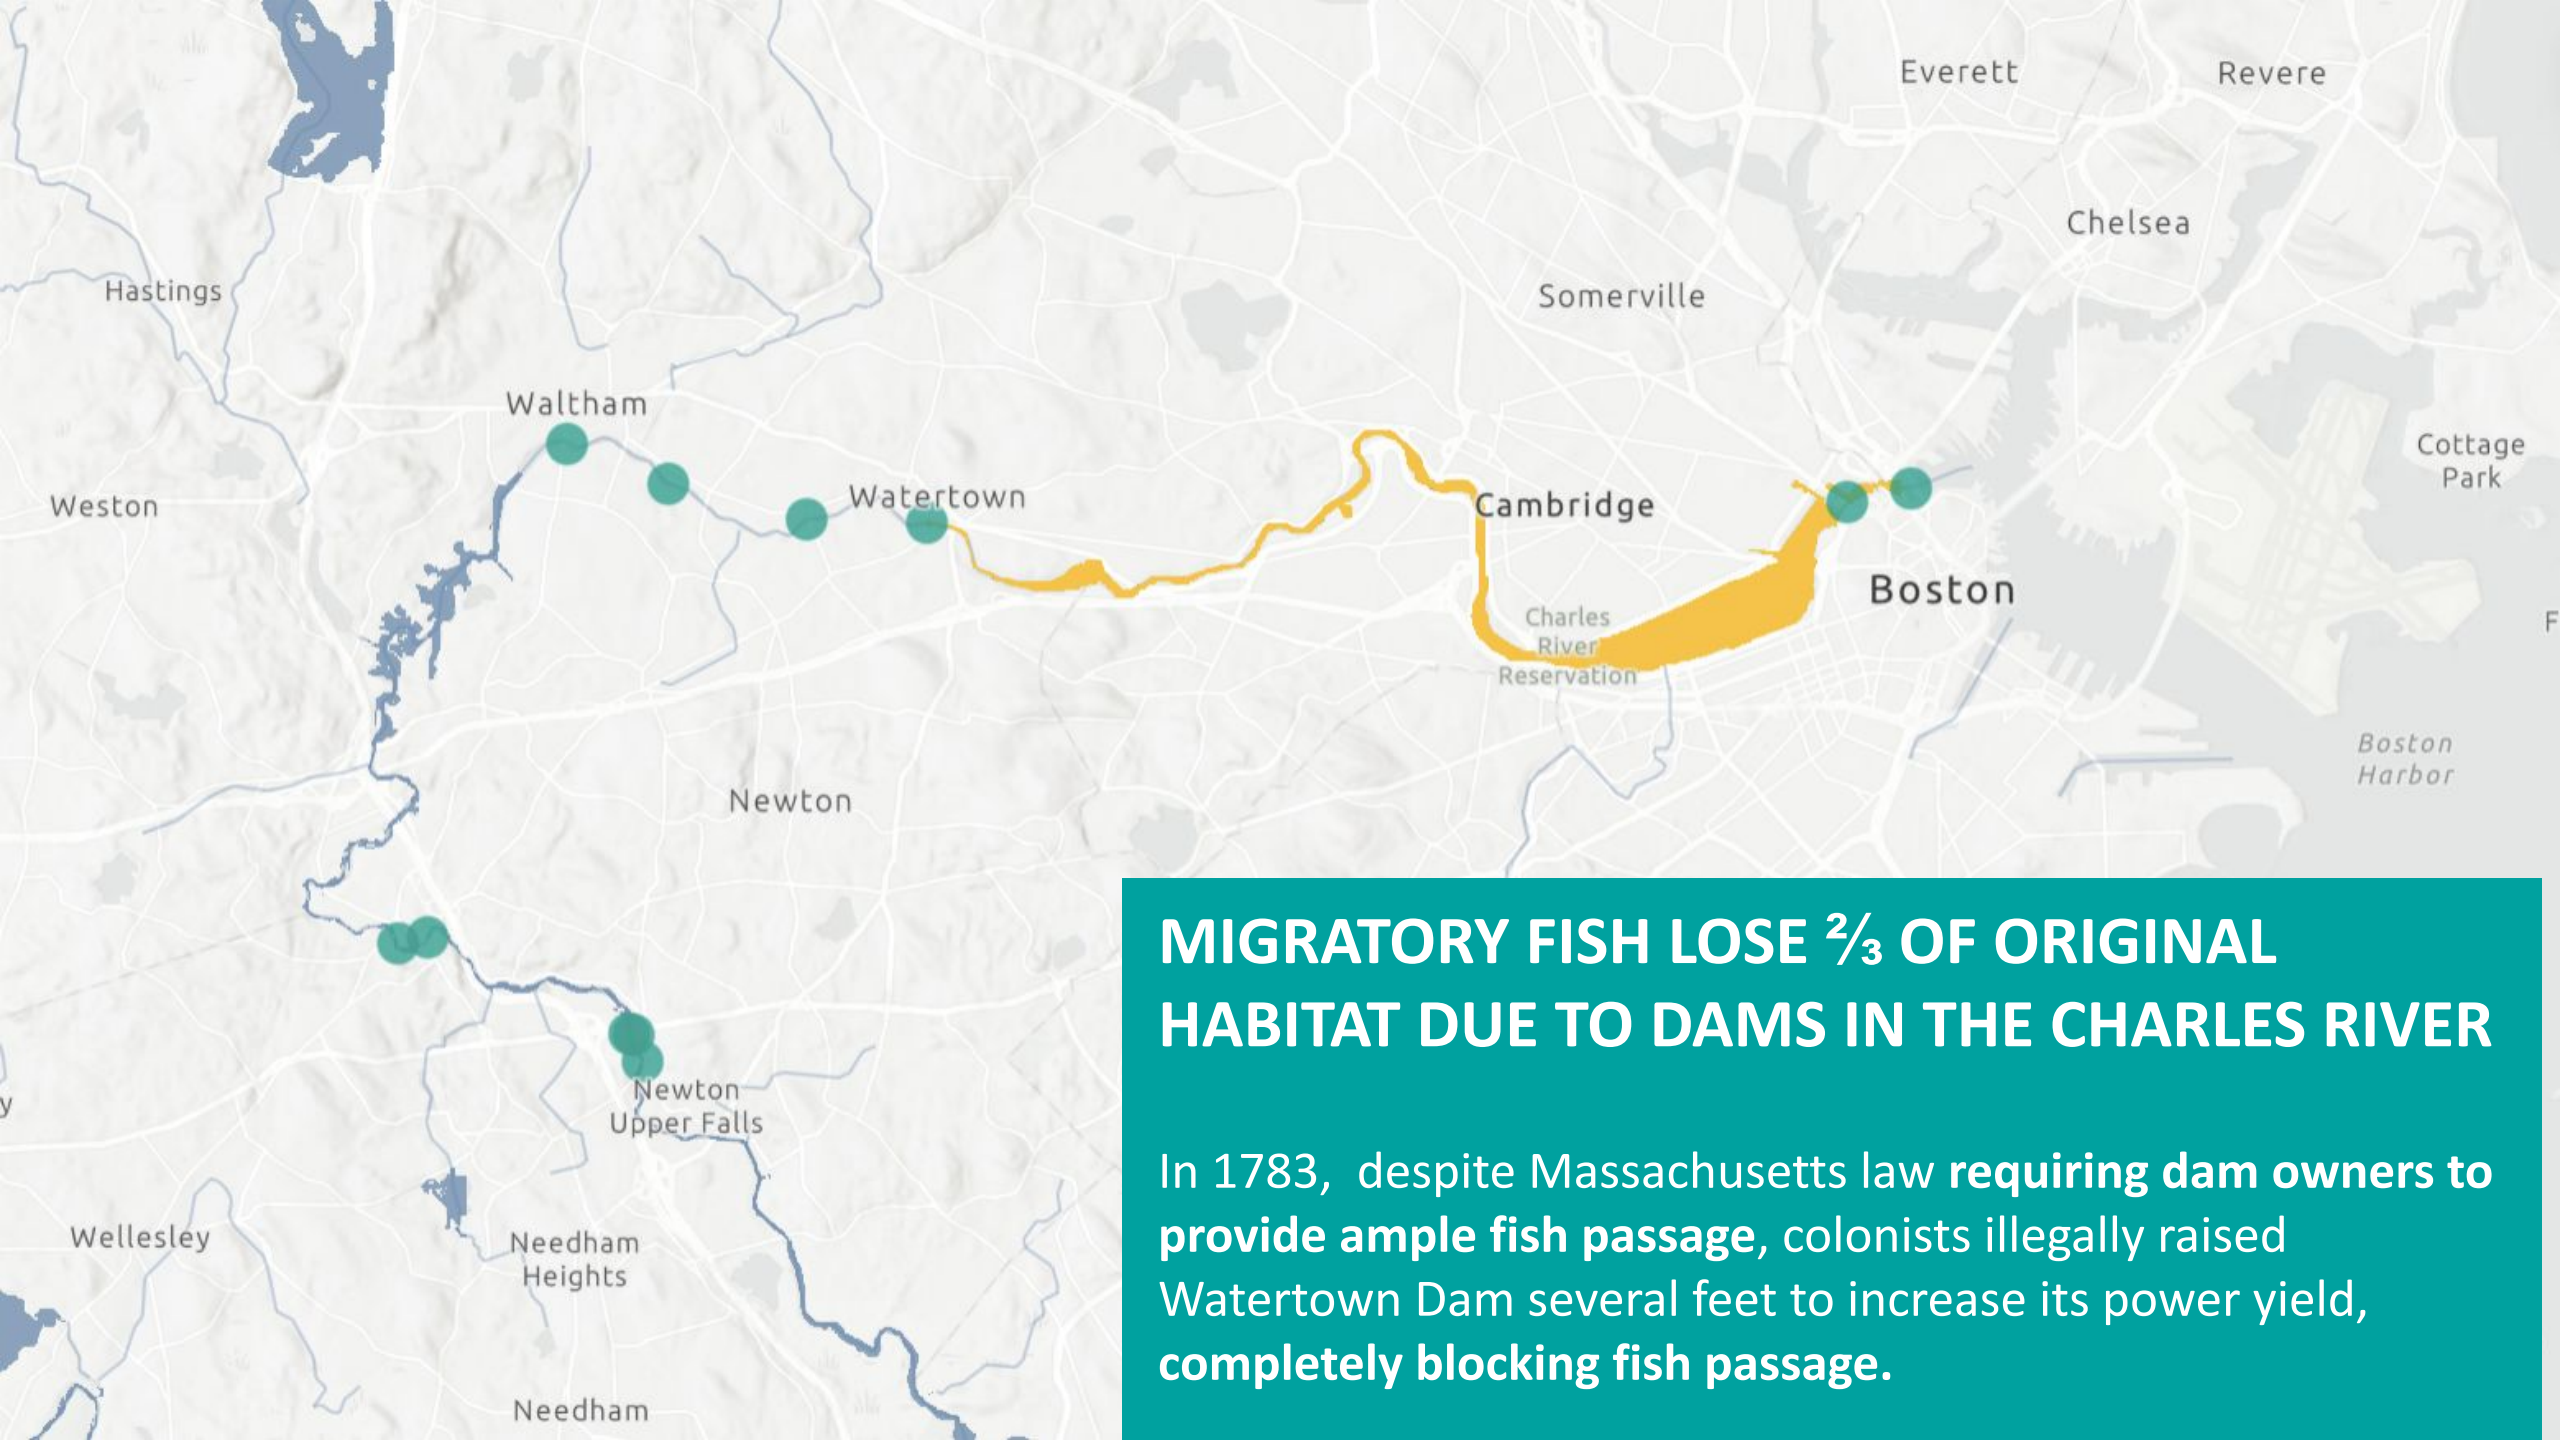 Everett
Revere
Chelsea
Hastings
Somerville
Waltham
Cottage
Park
Weston
Watertown
Cambridge
Boston
Charles
River
Reservation
F
Boston
Harbor
Newton
MIGRATORY FISH LOSE ⅔ OF ORIGINAL
HABITAT DUE TO DAMS IN THE CHARLES RIVER
In 1783,  despite Massachusetts law requiring dam owners to
provide ample fish passage, colonists illegally raised
Watertown Dam several feet to increase its power yield,
completely blocking fish passage.
Newton
Upper Falls
y
Wellesley
Needham
Heights
Needham